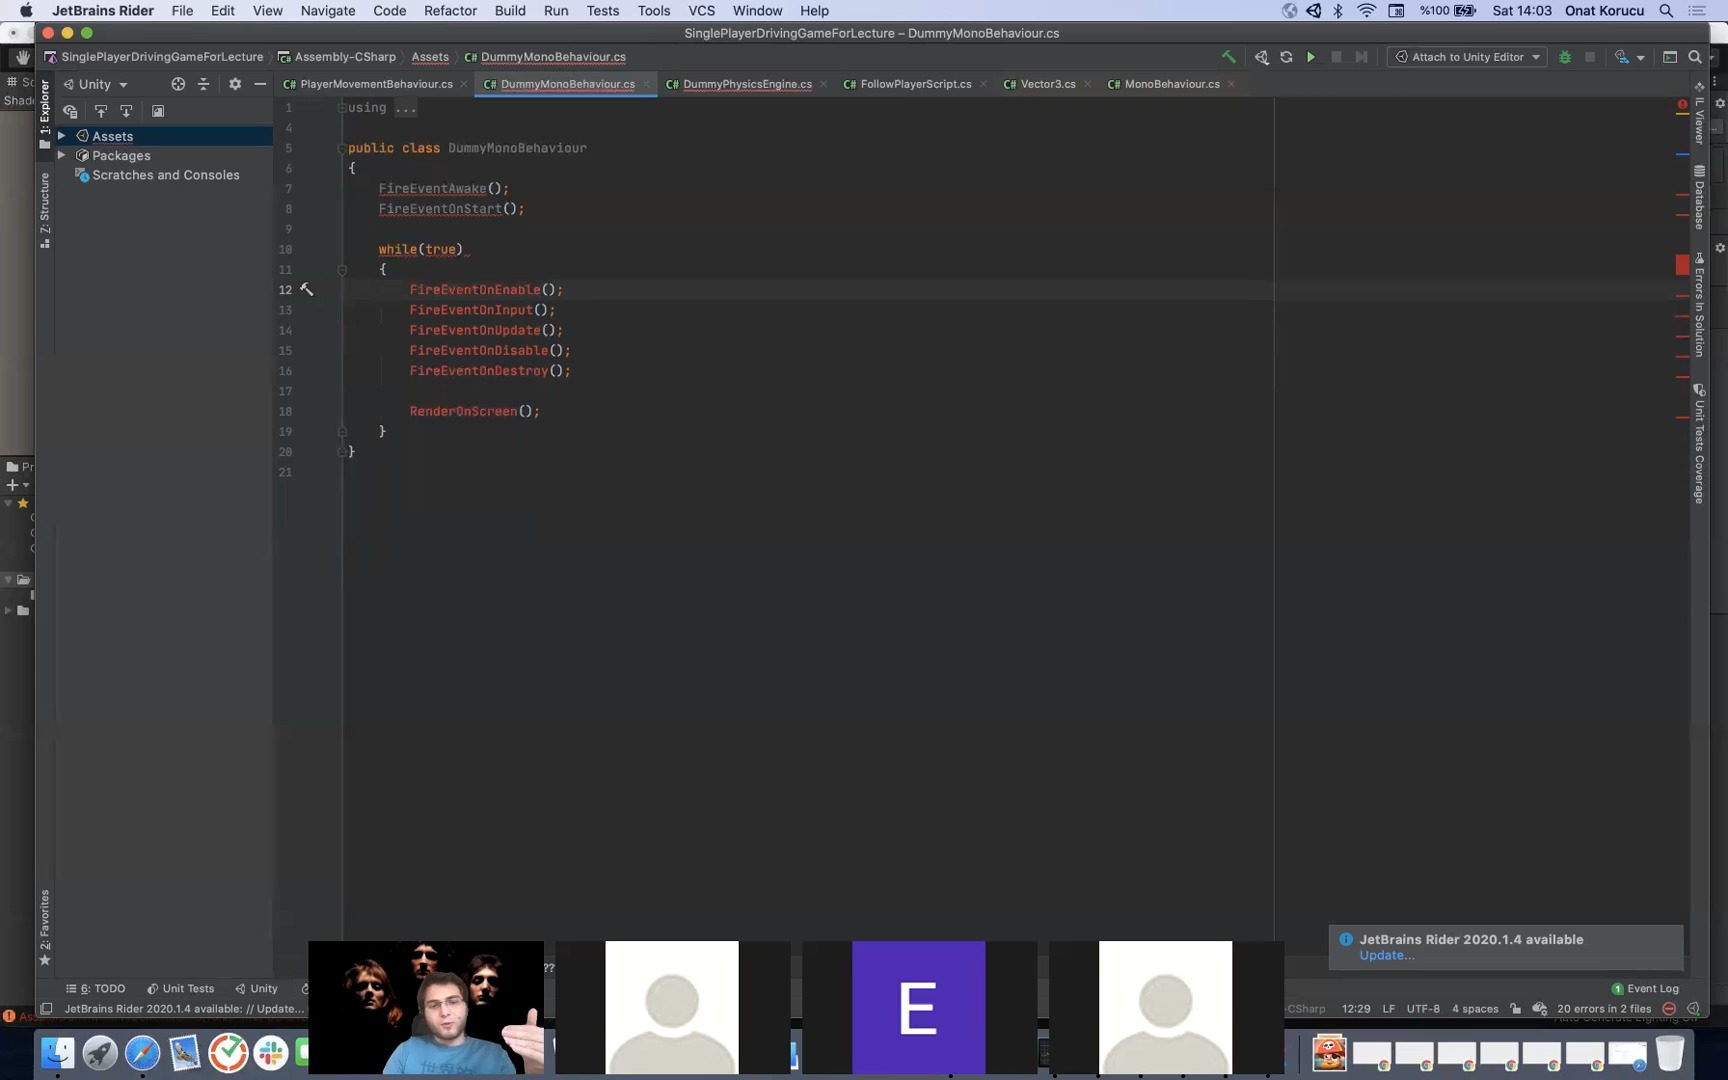 JetBrains Rider File Edit View Navigate Code Refactor Build Run Tests Tools VCS Window Help %100 Sat 14:03 Onat Korucu
SinglePlayerDrivingGameForLecture – DummyMonoBehaviour.cs
SinglePlayerDrivingGameForLecture Assembly-CSharp Assets C# DummyMonoBehaviour.cs Attach to Unity Editor
Unity C# PlayerMovementBehaviour.cs C# DummyMonoBehaviour.cs C# DummyPhysicsEngine.cs C# FollowPlayerScript.cs C# Vector3.cs C# MonoBehaviour.cs
1: Explorer
Z: Structure
2: Favorites
Assets
Packages
Scratches and Consoles
1 using ...
4
5 public class DummyMonoBehaviour
6 {
7 FireEventAwake();
8 FireEventOnStart();
9
10 while(true)
11 {
12 FireEventOnEnable();
13 FireEventOnInput();
14 FireEventOnUpdate();
15 FireEventOnDisable();
16 FireEventOnDestroy();
17
18 RenderOnScreen();
19 }
20 }
21
IL Viewer
Database
Errors In Solution
Unit Tests Coverage
JetBrains Rider 2020.1.4 available
Update...
E
6: TODO Unit Tests Unity 1 Event Log
JetBrains Rider 2020.1.4 available: // Update... 12:29 LF UTF-8 4 spaces 20 errors in 2 files